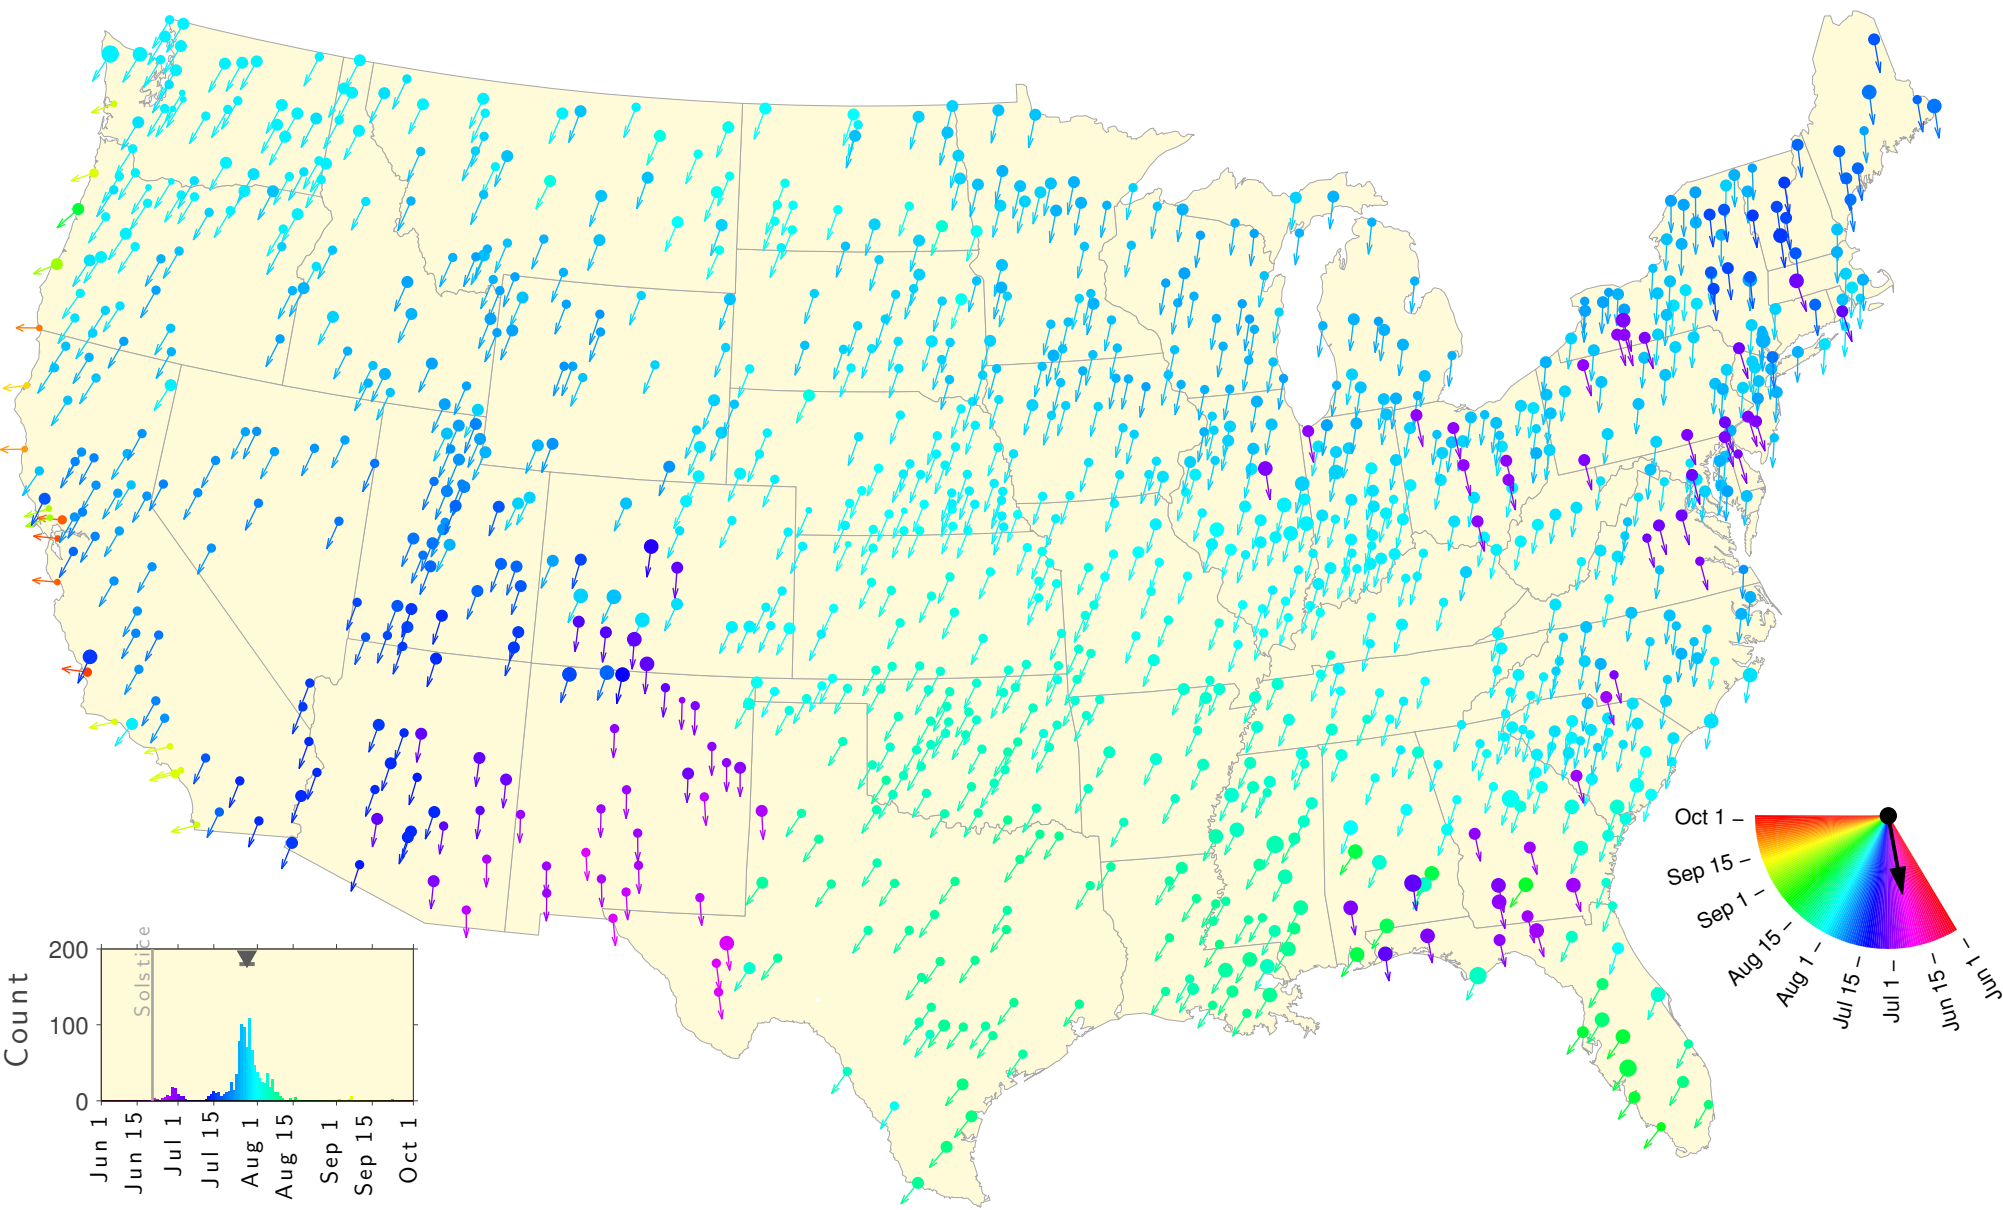 Oct 1 –
Sep 15 –
Sep 1 –
Aug 15 –
Aug 1 –
Jul 15 –
Jul 1 –
Jun 15 –
Jun 1 –
Solstice
Count
200
100
0
Jun 1
Jun 15
Jul 1
Jul 15
Aug 1
Aug 15
Sep 1
Sep 15
Oct 1